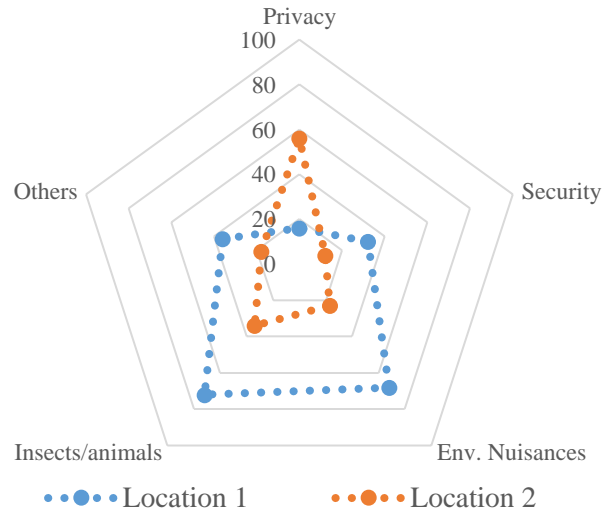 Privacy
100
80
60
40
20
0
Others
Security
Insects/animals
Env. Nuisances
Location 1
Location 2